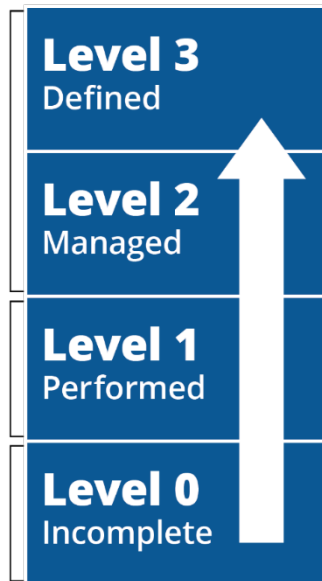 Level 3
Defined
Level 2
Managed
Level 1
Performed
Level 0
Incomplete